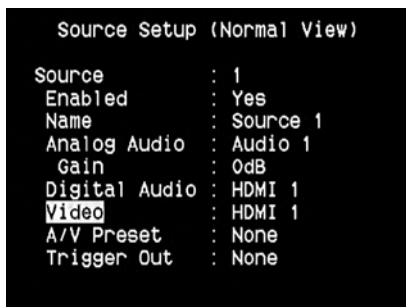 Source Setup (Normal View)
Source : 1
Enabled : Yes
Name : Source 1
Analog Audio : Audio 1
Gain : 0dB
Digital Audio : HDMI 1
Video : HDMI 1
A/V Preset : None
Trigger Out : None